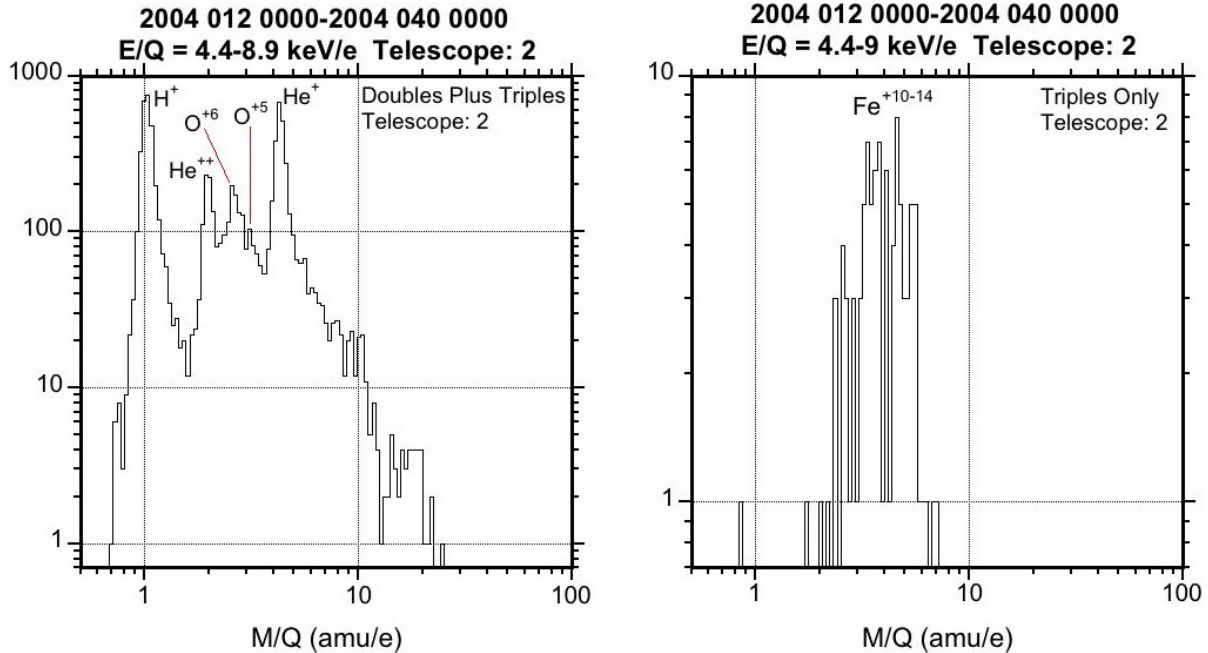 2004 012 0000-2004 040 0000
E/Q = 4.4-8.9 keV/e Telescope: 2
1000
100
10
1
H+
O+6
O+5
He+
He++
Doubles Plus Triples
Telescope: 2
1
10
100
M/Q (amu/e)
2004 012 0000-2004 040 0000
E/Q = 4.4-9 keV/e Telescope: 2
10
1
Fe+10-14
Triples Only
Telescope: 2
1
10
100
M/Q (amu/e)